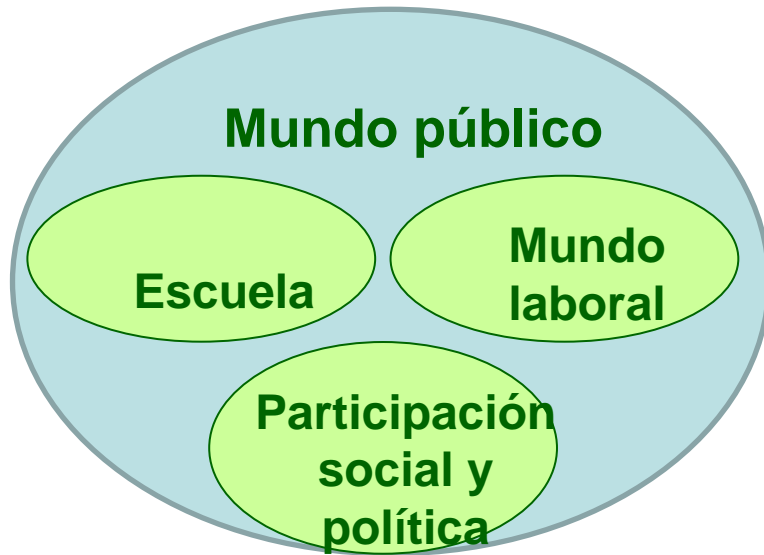 Mundo público
Escuela
Mundo
laboral
Participación
social y
política